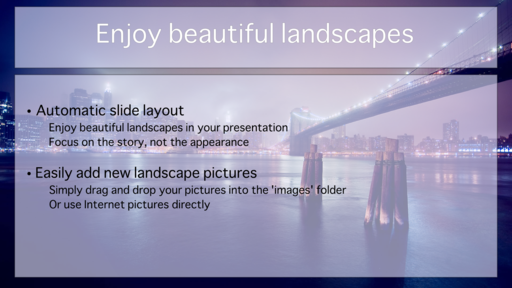 Enjoy beautiful landscapes
• Automatic slide layout
Enjoy beautiful landscapes in your presentation
Focus on the story, not the appearance
• Easily add new landscape pictures
Simply drag and drop your pictures into the 'images' folder
Or use Internet pictures directly